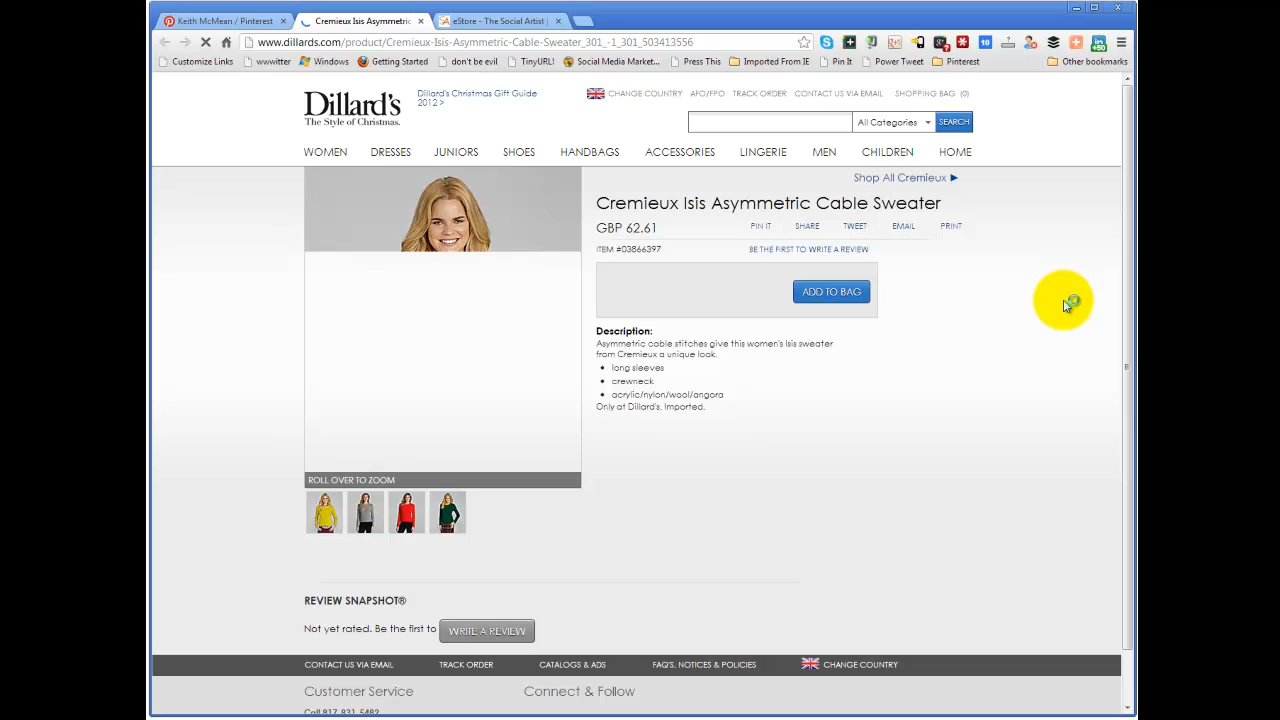 Keith McMean / Pinterest
Cremieux Isis Asymmetric
eStore - The Social Artist
www.dillards.com/product/Cremieux-Isis-Asymmetric-Cable-Sweater_301_-1_301_503413556
Customize Links wwwitter Windows Getting Started don't be evil TinyURL! Social Media Market... Press This Imported From IE Pin It Power Tweet Pinterest Other bookmarks
Dillard's
The Style of Christmas.
Dillard's Christmas Gift Guide
2012 >
CHANGE COUNTRY AFO/FPO TRACK ORDER CONTACT US VIA EMAIL SHOPPING BAG (0)
All Categories SEARCH
WOMEN DRESSES JUNIORS SHOES HANDBAGS ACCESSORIES LINGERIE MEN CHILDREN HOME
Shop All Cremieux
Cremieux Isis Asymmetric Cable Sweater
GBP 62.61
PIN IT SHARE TWEET EMAIL PRINT
ITEM #03866397
BE THE FIRST TO WRITE A REVIEW
ADD TO BAG
Description:
Asymmetric cable stitches give this women's Isis sweater
from Cremieux a unique look.
• long sleeves
• crewneck
• acrylic/nylon/wool/angora
Only at Dillard's. Imported.
ROLL OVER TO ZOOM
REVIEW SNAPSHOT®
Not yet rated. Be the first to WRITE A REVIEW
CONTACT US VIA EMAIL TRACK ORDER CATALOGS & ADS FAQ'S, NOTICES & POLICIES CHANGE COUNTRY
Customer Service Connect & Follow
Call 817-831-5482